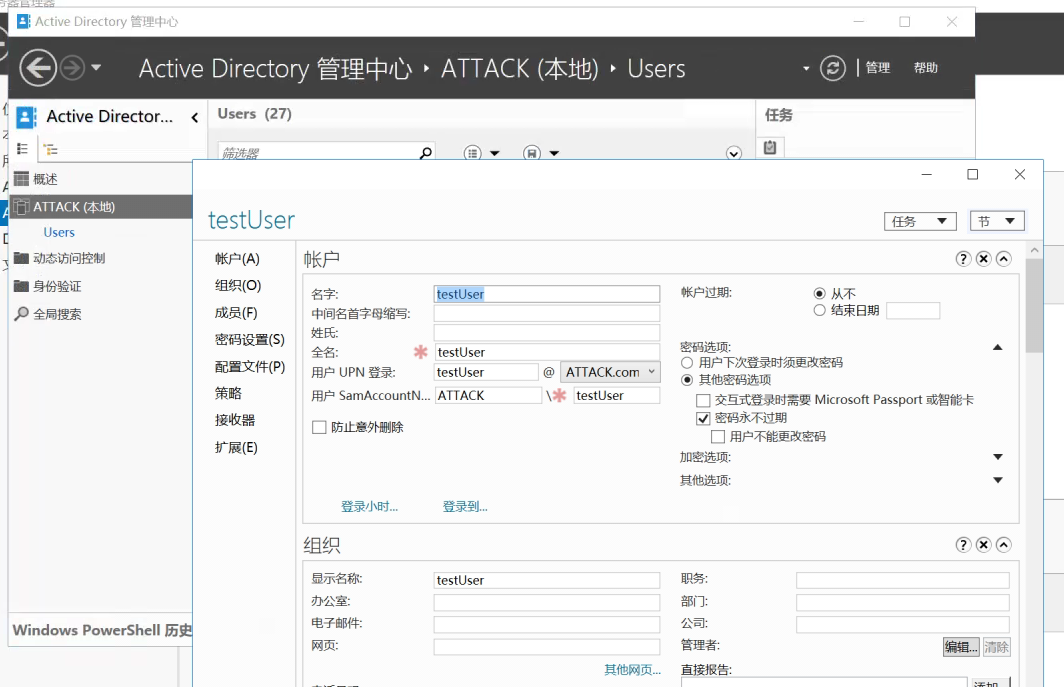 Active Directory 管理中心
Active Directory 管理中心 ‣ ATTACK (本地) ‣ Users
管理
帮助
Active Director...
Users (27)
任务
筛选器
概述
ATTACK (本地)
Users
动态访问控制
身份验证
全局搜索
Windows PowerShell 历史
testUser
任务
节
帐户(A)
组织(O)
成员(F)
密码设置(S)
配置文件(P)
策略
接收器
扩展(E)
帐户
名字: testUser
中间名首字母缩写:
姓氏:
全名: * testUser
用户 UPN 登录: testUser @ ATTACK.com
用户 SamAccountN... ATTACK \* testUser
防止意外删除
登录小时...
登录到...
帐户过期:
从不
结束日期
密码选项:
用户下次登录时须更改密码
其他密码选项
交互式登录时需要 Microsoft Passport 或智能卡
密码永不过期
用户不能更改密码
加密选项:
其他选项:
组织
显示名称: testUser
办公室:
电子邮件:
网页:
其他网页...
职务:
部门:
公司:
管理者:
编辑... 清除
直接报告:
添加...